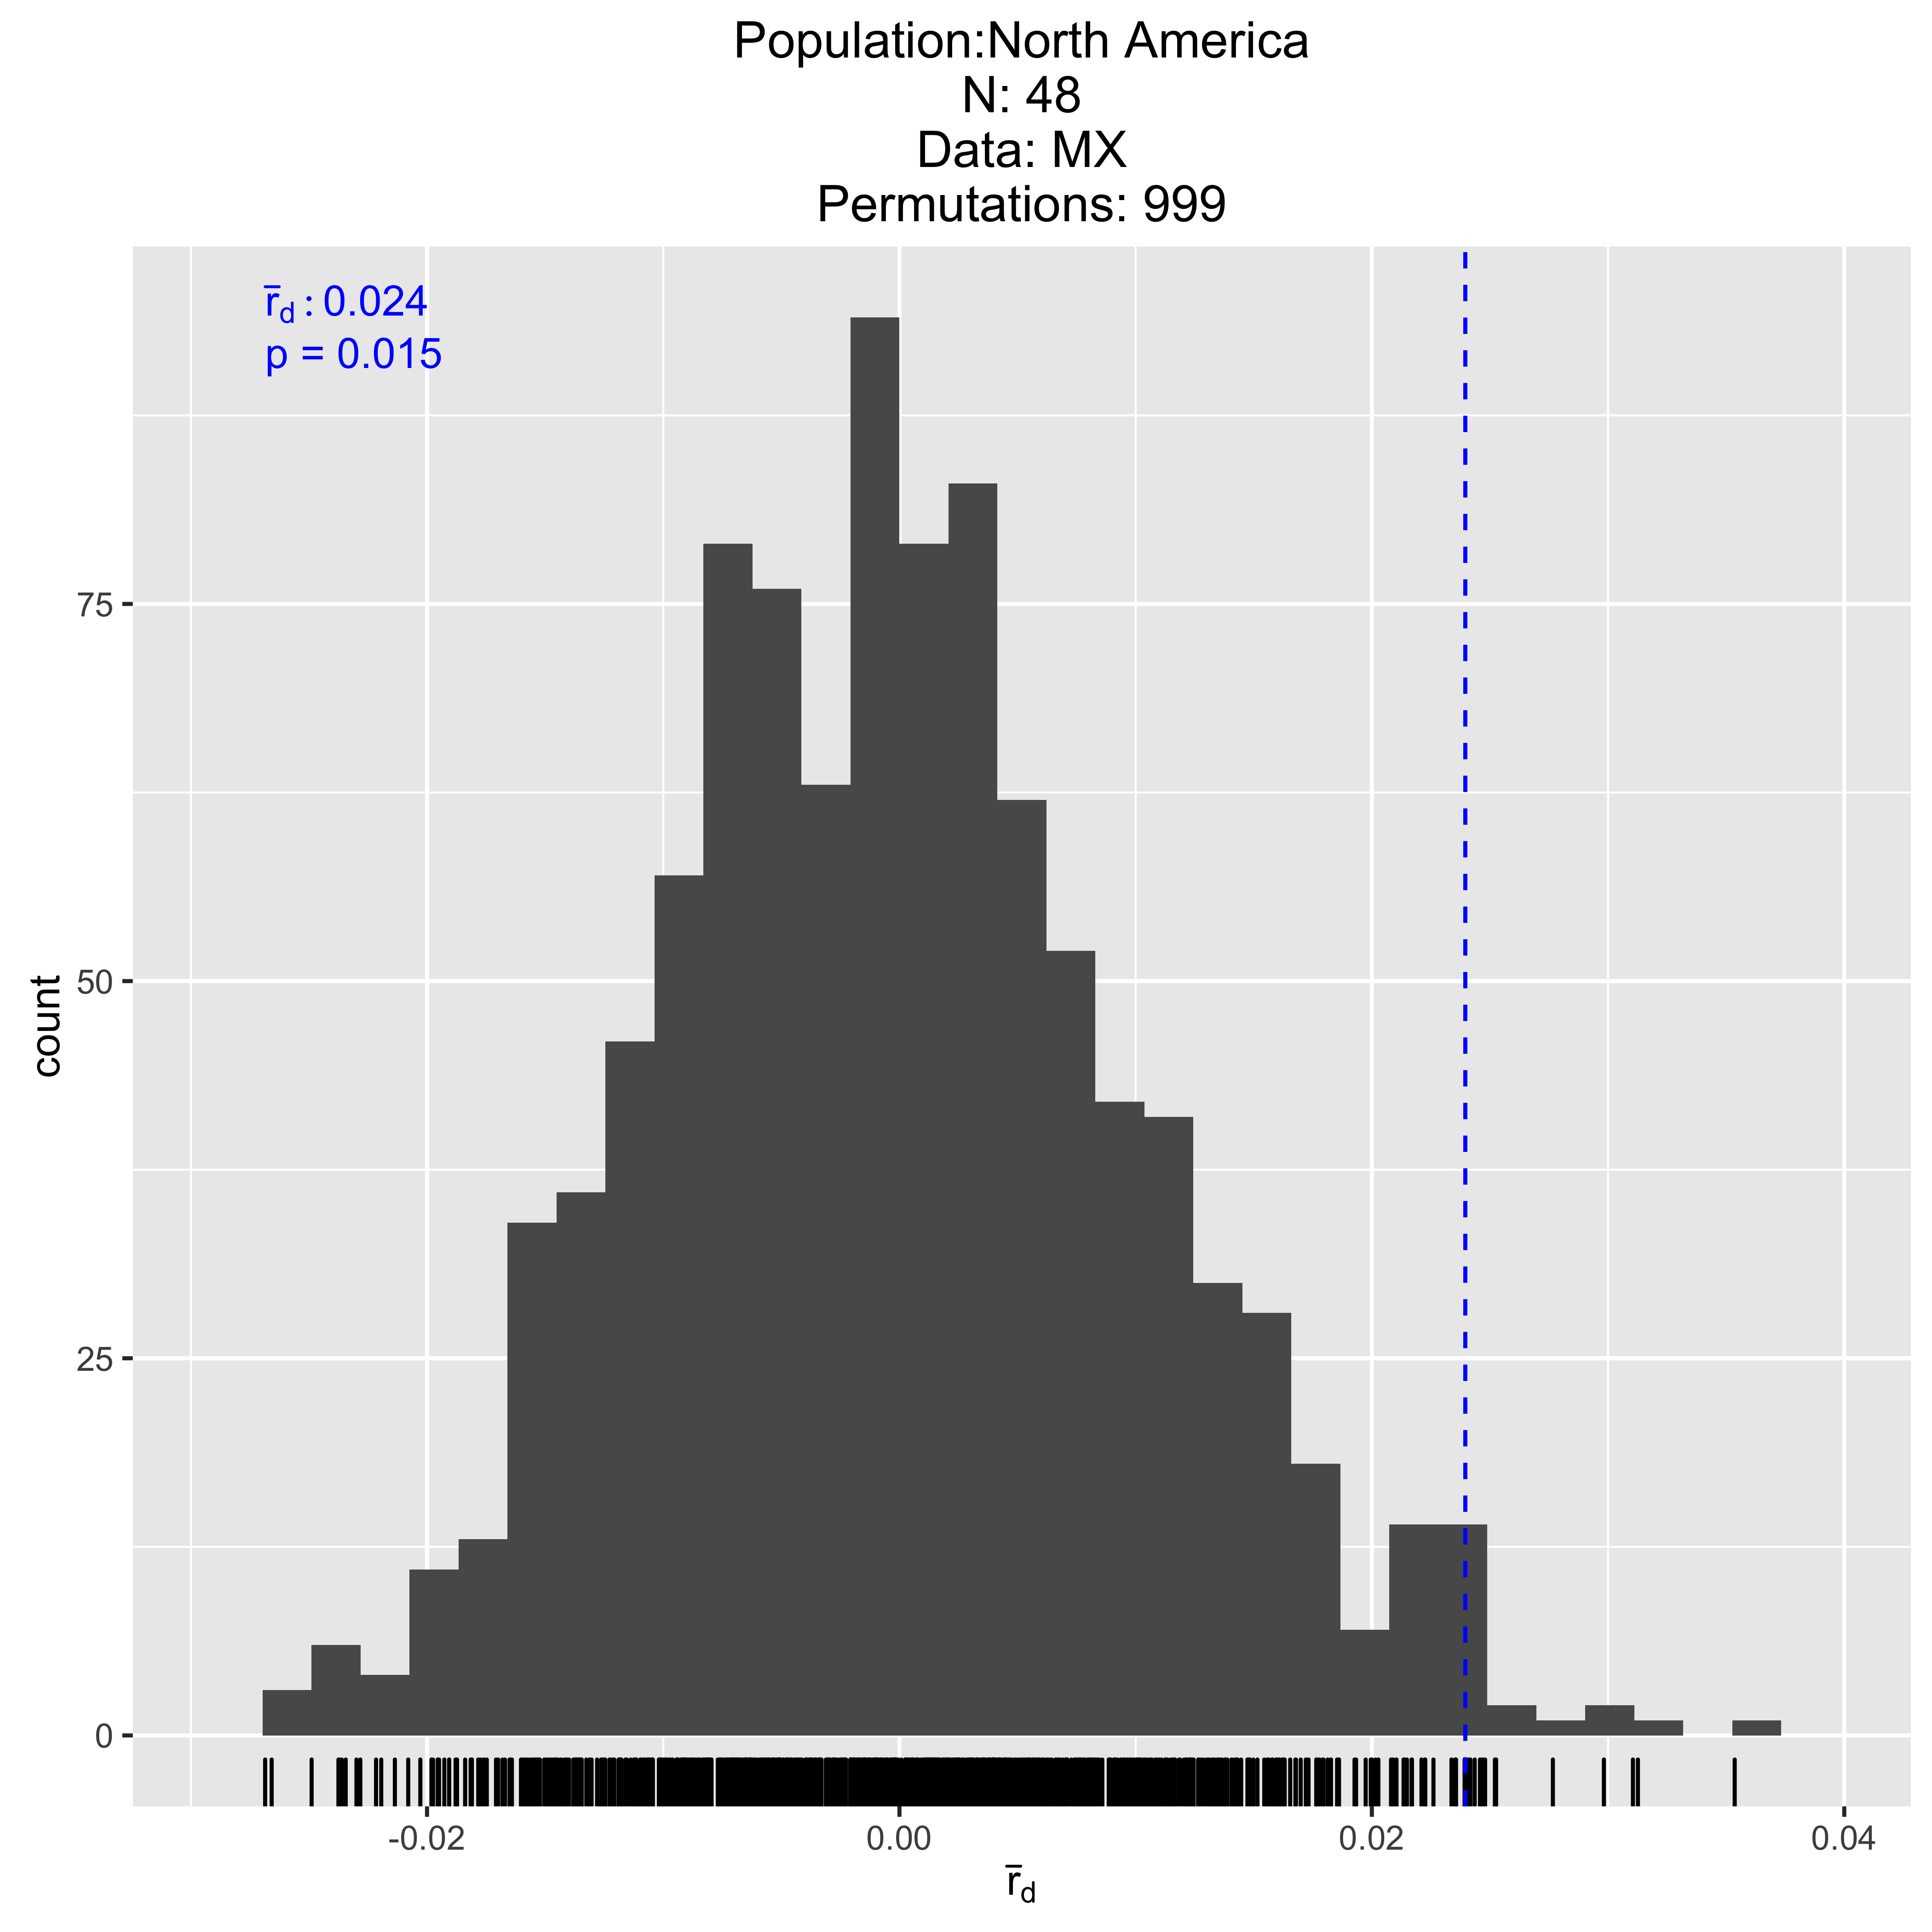 Population:North America
N: 48
Data: MX
Permutations: 999
r̄d : 0.024
p = 0.015
75
50
25
0
count
-0.02 0.00 0.02 0.04
r̄d